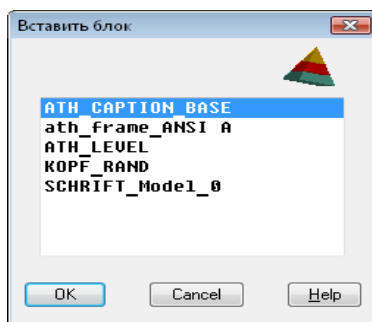 Вставить блок
ATH_CAPTION_BASE
ath_frame_ANSI A
ATH_LEVEL
KOPF_RAND
SCHRIFT_Model_0
OK Cancel Help